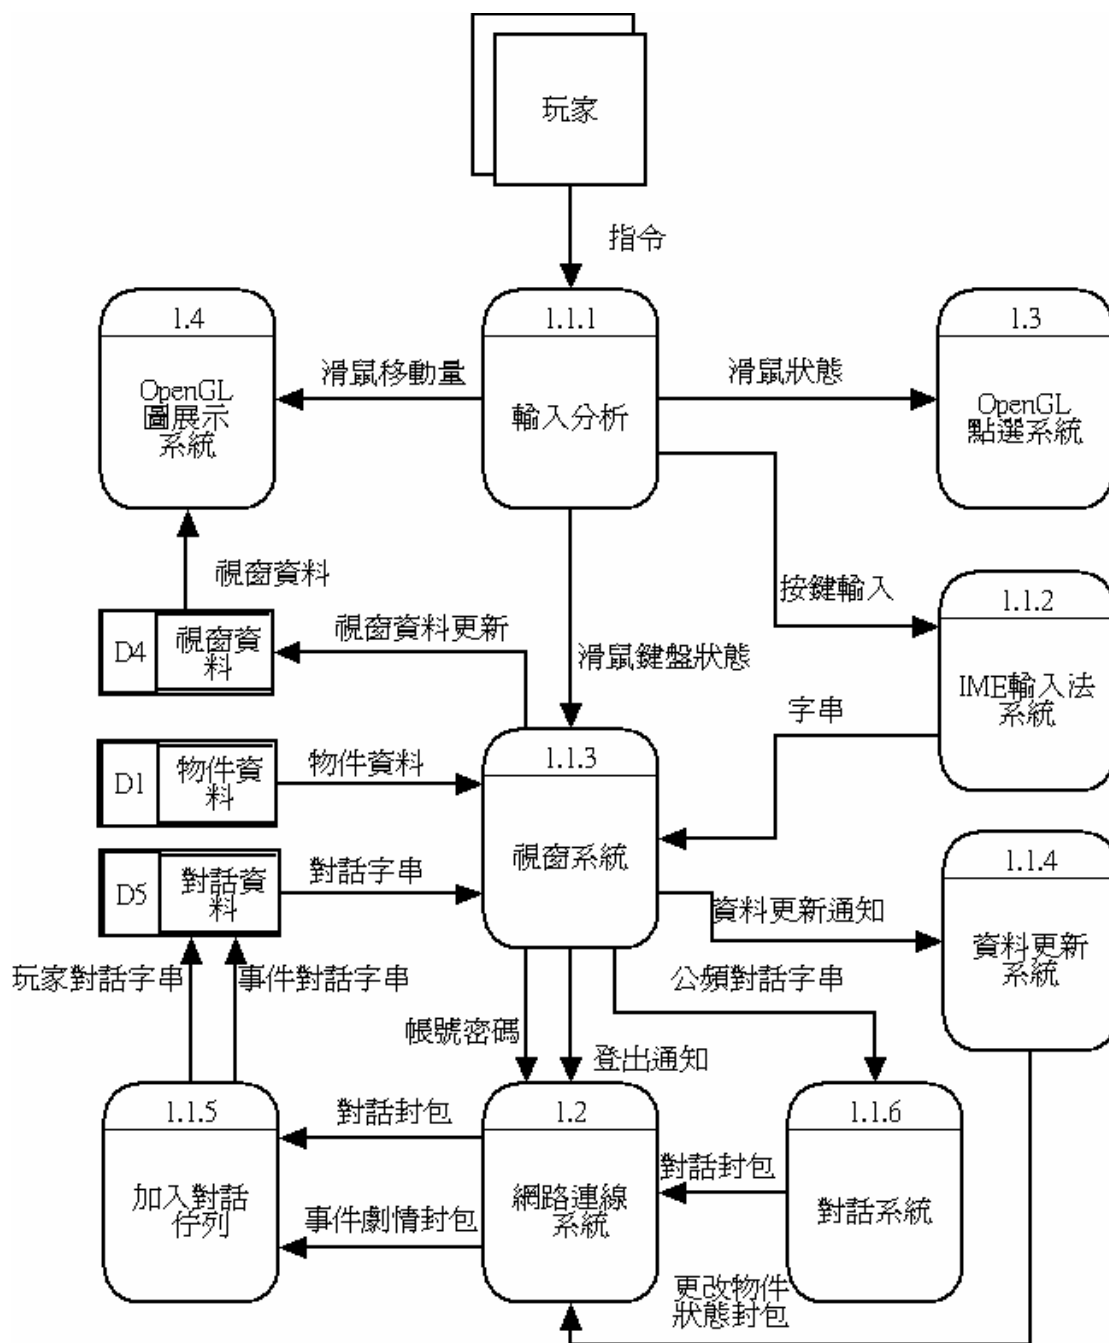 玩家
指令
1.4
1.1.1
1.3
滑鼠移動量
滑鼠狀態
OpenGL
圖展示
系統
輸入分析
OpenGL
點選系統
視窗資料
按鍵輸入
1.1.2
D4
視窗資
料
視窗資料更新
滑鼠鍵盤狀態
IME輸入法
系統
字串
D1
物件資
料
物件資料
1.1.3
視窗系統
1.1.4
D5
對話資
料
對話字串
資料更新通知
資料更新
系統
玩家對話字串
事件對話字串
公頻對話字串
帳號密碼
登出通知
1.1.5
對話封包
1.2
1.1.6
對話封包
加入對話
佇列
網路連線
系統
對話系統
事件劇情封包
更改物件
狀態封包